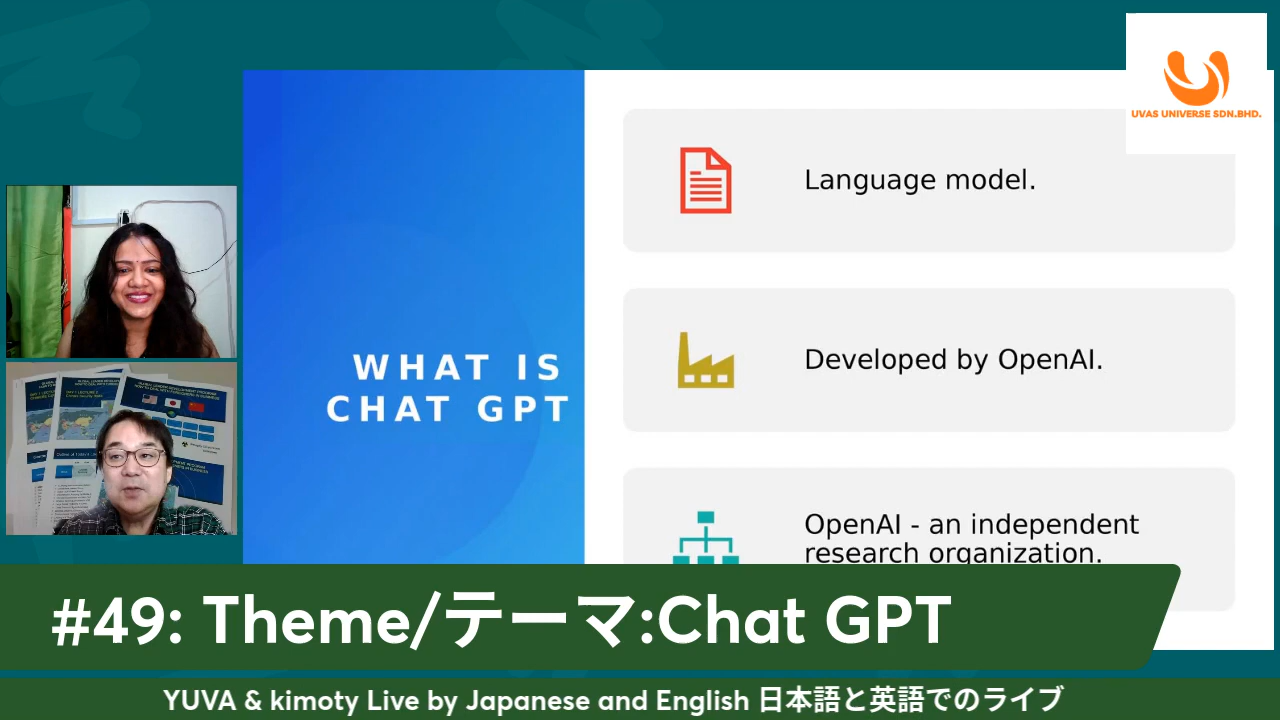 UVAS UNIVERSE SDN.BHD.
Language model.
WHAT IS
CHAT GPT
Developed by OpenAI.
OpenAI - an independent
research organization.
#49: Theme/テーマ:Chat GPT
YUVA & kimoty Live by Japanese and English 日本語と英語でのライブ